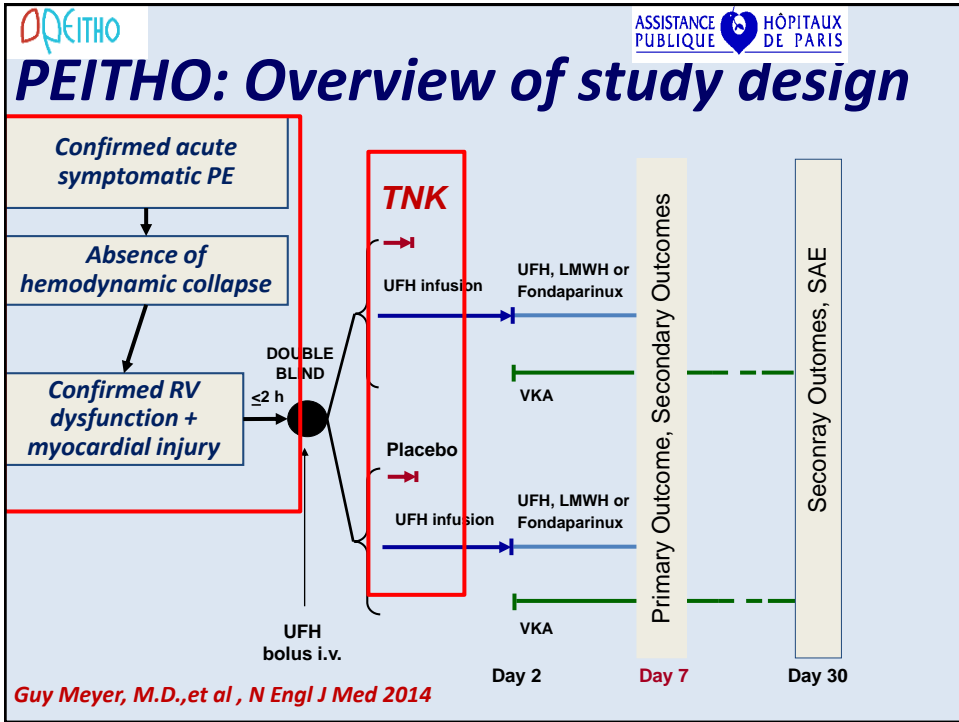 OPEITHO
ASSISTANCE PUBLIQUE
HÔPITAUX DE PARIS
PEITHO: Overview of study design
Confirmed acute
symptomatic PE
Absence of
hemodynamic collapse
Confirmed RV
dysfunction +
myocardial injury
≤2 h
DOUBLE
BLIND
UFH
bolus i.v.
TNK
UFH infusion
UFH, LMWH or
Fondaparinux
VKA
Placebo
UFH infusion
UFH, LMWH or
Fondaparinux
VKA
Primary Outcome, Secondary Outcomes
Seconray Outomes, SAE
Day 2
Day 7
Day 30
Guy Meyer, M.D.,et al , N Engl J Med 2014